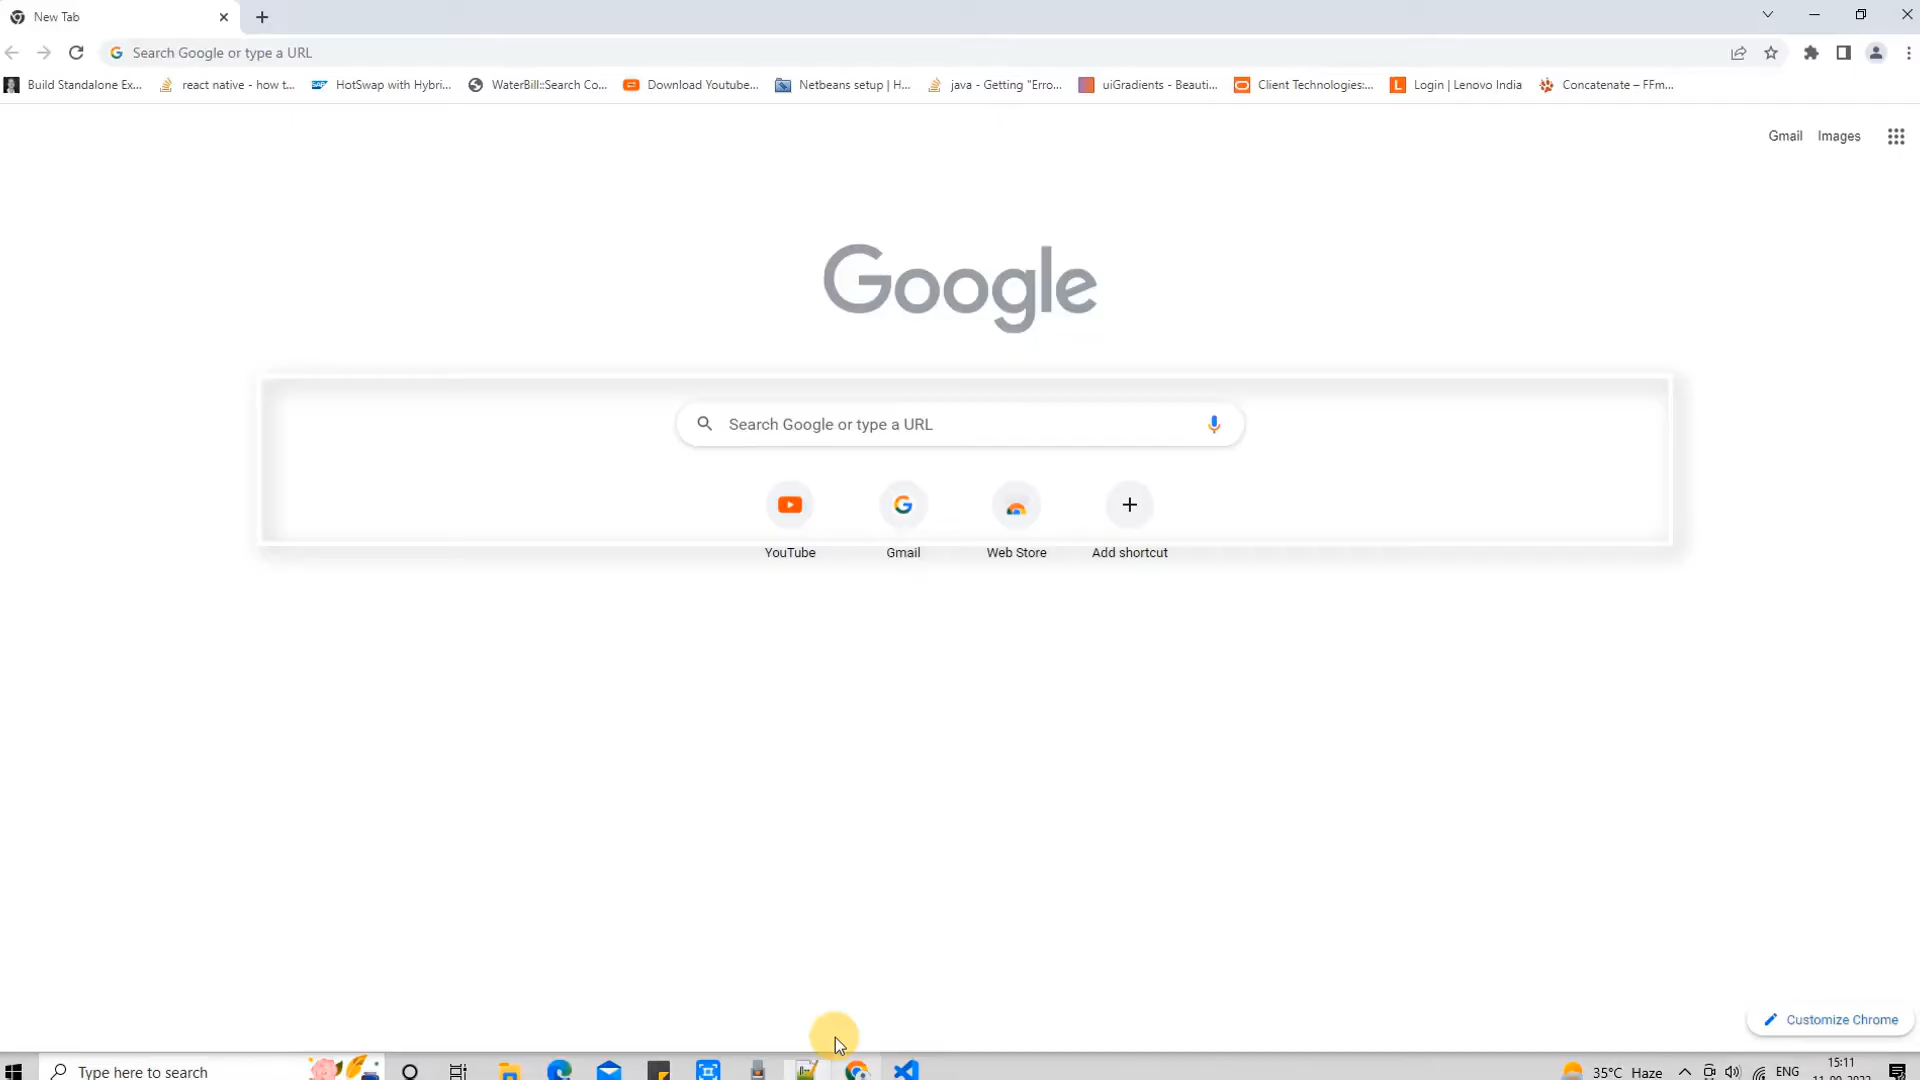 New Tab
Search Google or type a URL
Build Standalone Ex... react native - how t... HotSwap with Hybri... WaterBill::Search Co... Download Youtube... Netbeans setup | H... java - Getting "Erro... uiGradients - Beauti... Client Technologies:... Login | Lenovo India Concatenate – FFm...
Gmail Images
Google
Search Google or type a URL
YouTube Gmail Web Store Add shortcut
Customize Chrome
Type here to search 35°C Haze ENG 15:11